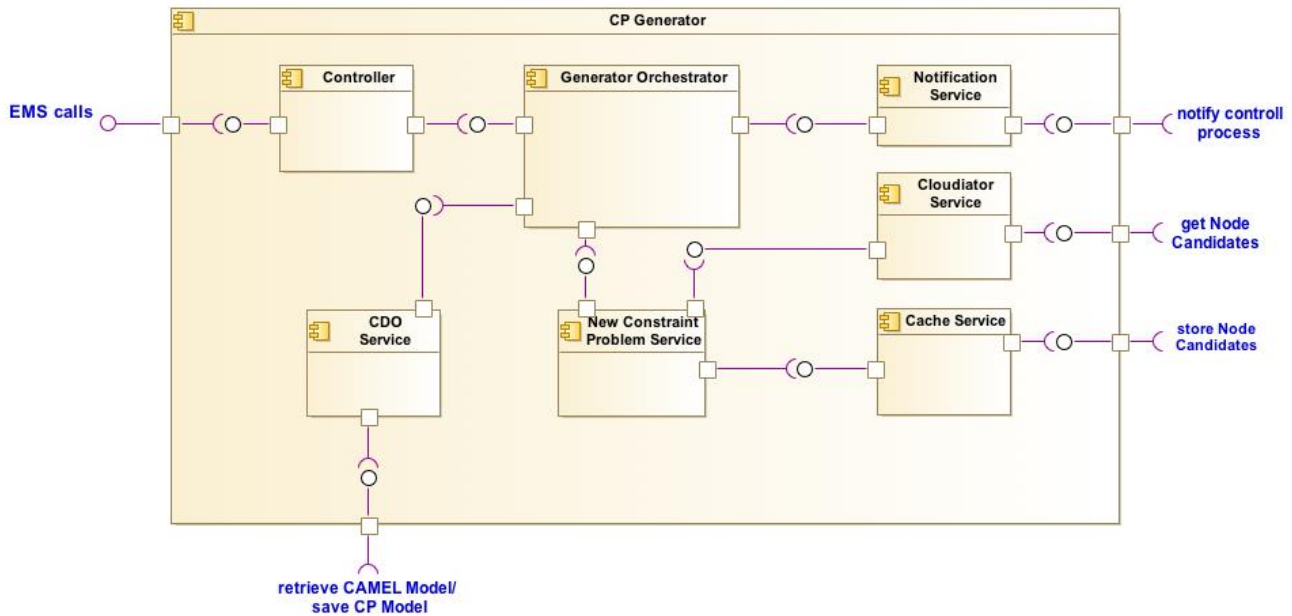 CP Generator
Controller
Generator Orchestrator
Notification
Service
EMS calls
notify controll
process
Cloudiator
Service
get Node
Candidates
CDO
Service
New Constraint
Problem Service
Cache Service
store Node
Candidates
retrieve CAMEL Model/
save CP Model